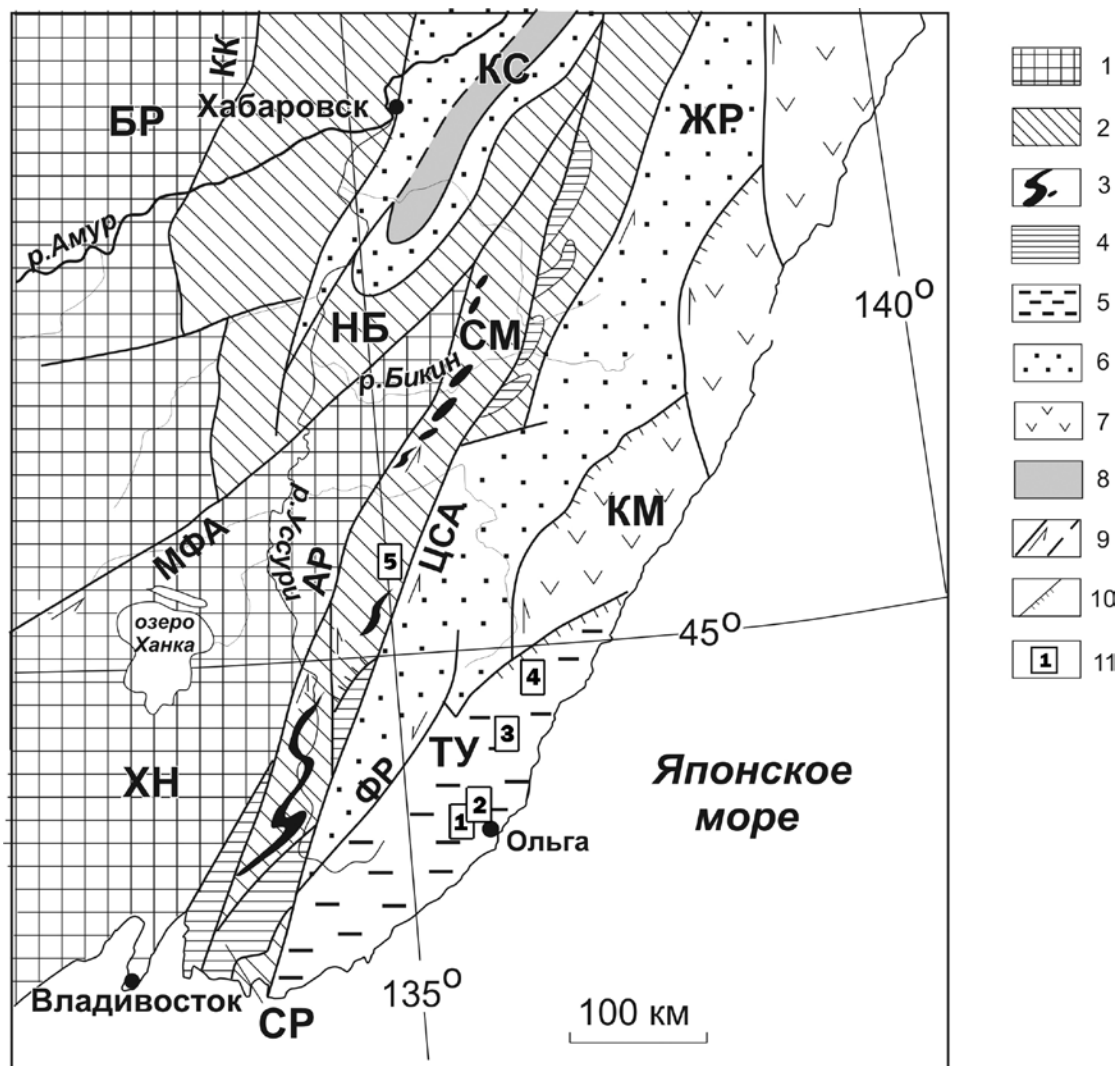 КК
КС
БР
Хабаровск
ЖР
р.Амур
140°
НБ
СМ
р.Бикин
КМ
МФА
р.Уссури
АР
ЦСА
5
озеро
Ханка
45°
4
3
ХН
ФР
ТУ
Японское
море
2
1
Ольга
135°
100 км
Владивосток
СР
1
2
3
4
5
6
7
8
9
10
1
11